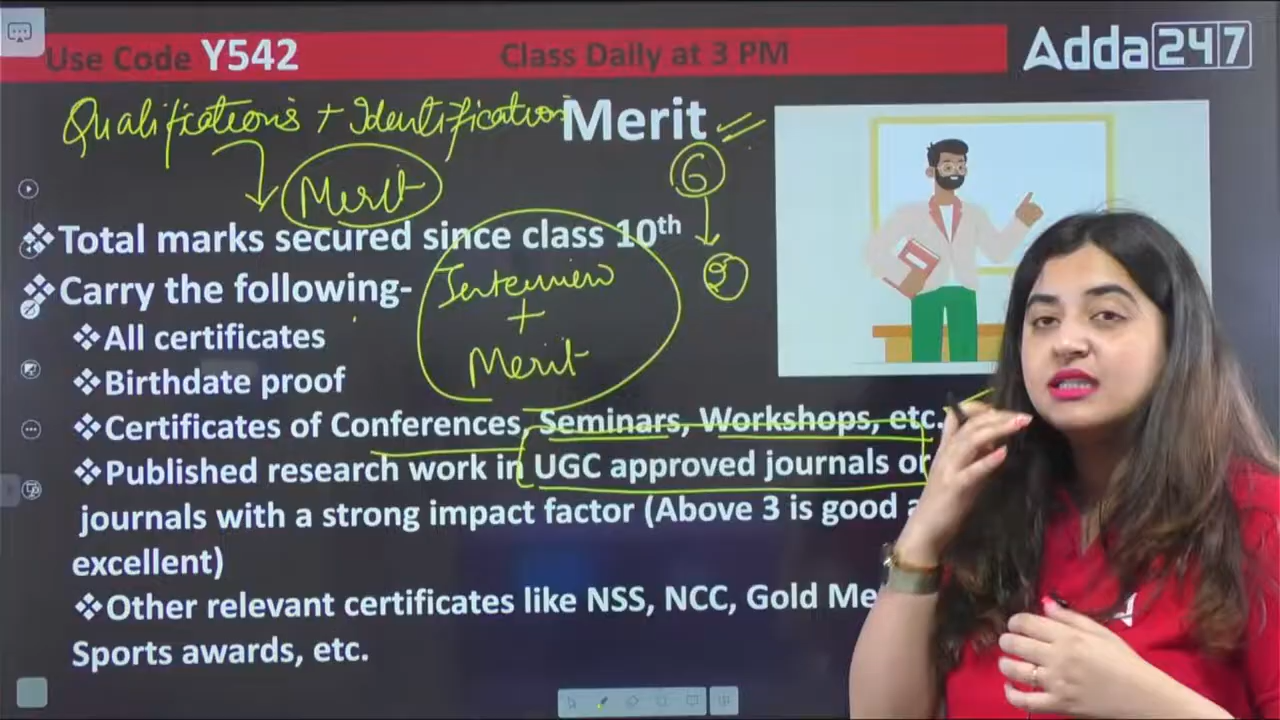 Use Code Y542 Class Daily at 3 PM Adda247
Qualifications + Identification Merit
Merit
6
❖Total marks secured since class 10th
❖Carry the following-
Interview
+
Merit
❖All certificates
❖Birthdate proof
❖Certificates of Conferences, Seminars, Workshops, etc.
❖Published research work in UGC approved journals or
journals with a strong impact factor (Above 3 is good
excellent)
❖Other relevant certificates like NSS, NCC, Gold
Sports awards, etc.